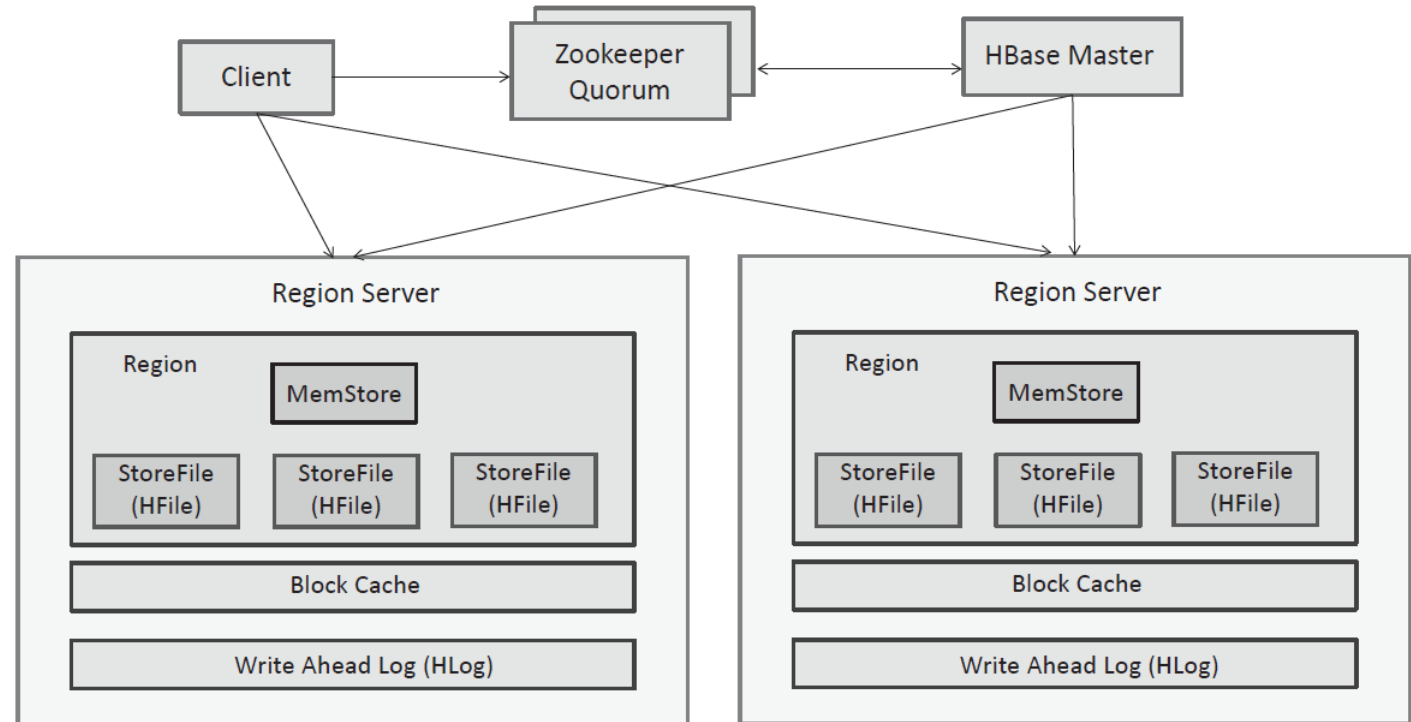 Client
Zookeeper
Quorum
HBase Master
Region Server
Region
MemStore
StoreFile
(HFile)
StoreFile
(HFile)
StoreFile
(HFile)
Block Cache
Write Ahead Log (HLog)
Region Server
Region
MemStore
StoreFile
(HFile)
StoreFile
(HFile)
StoreFile
(HFile)
Block Cache
Write Ahead Log (HLog)